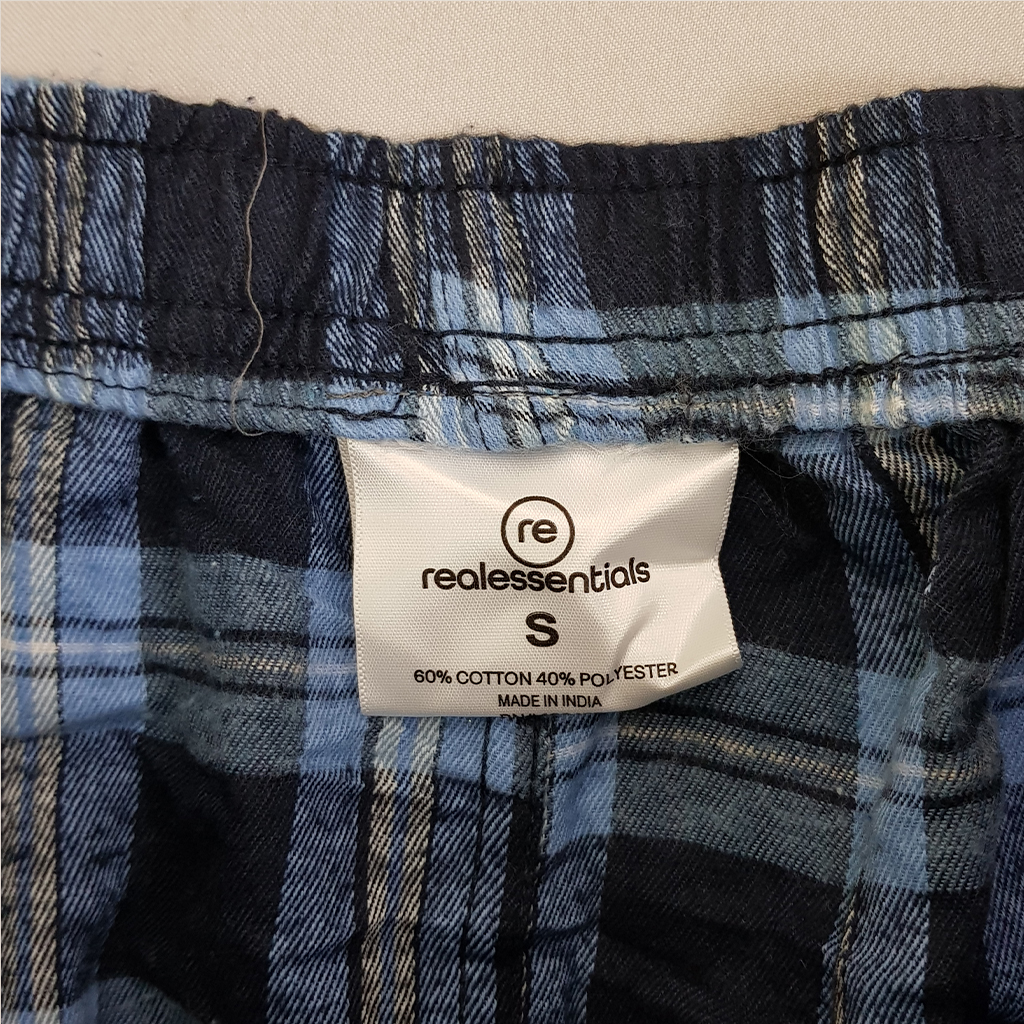 re
realessentials
S
60% COTTON 40% POLYESTER
MADE IN INDIA